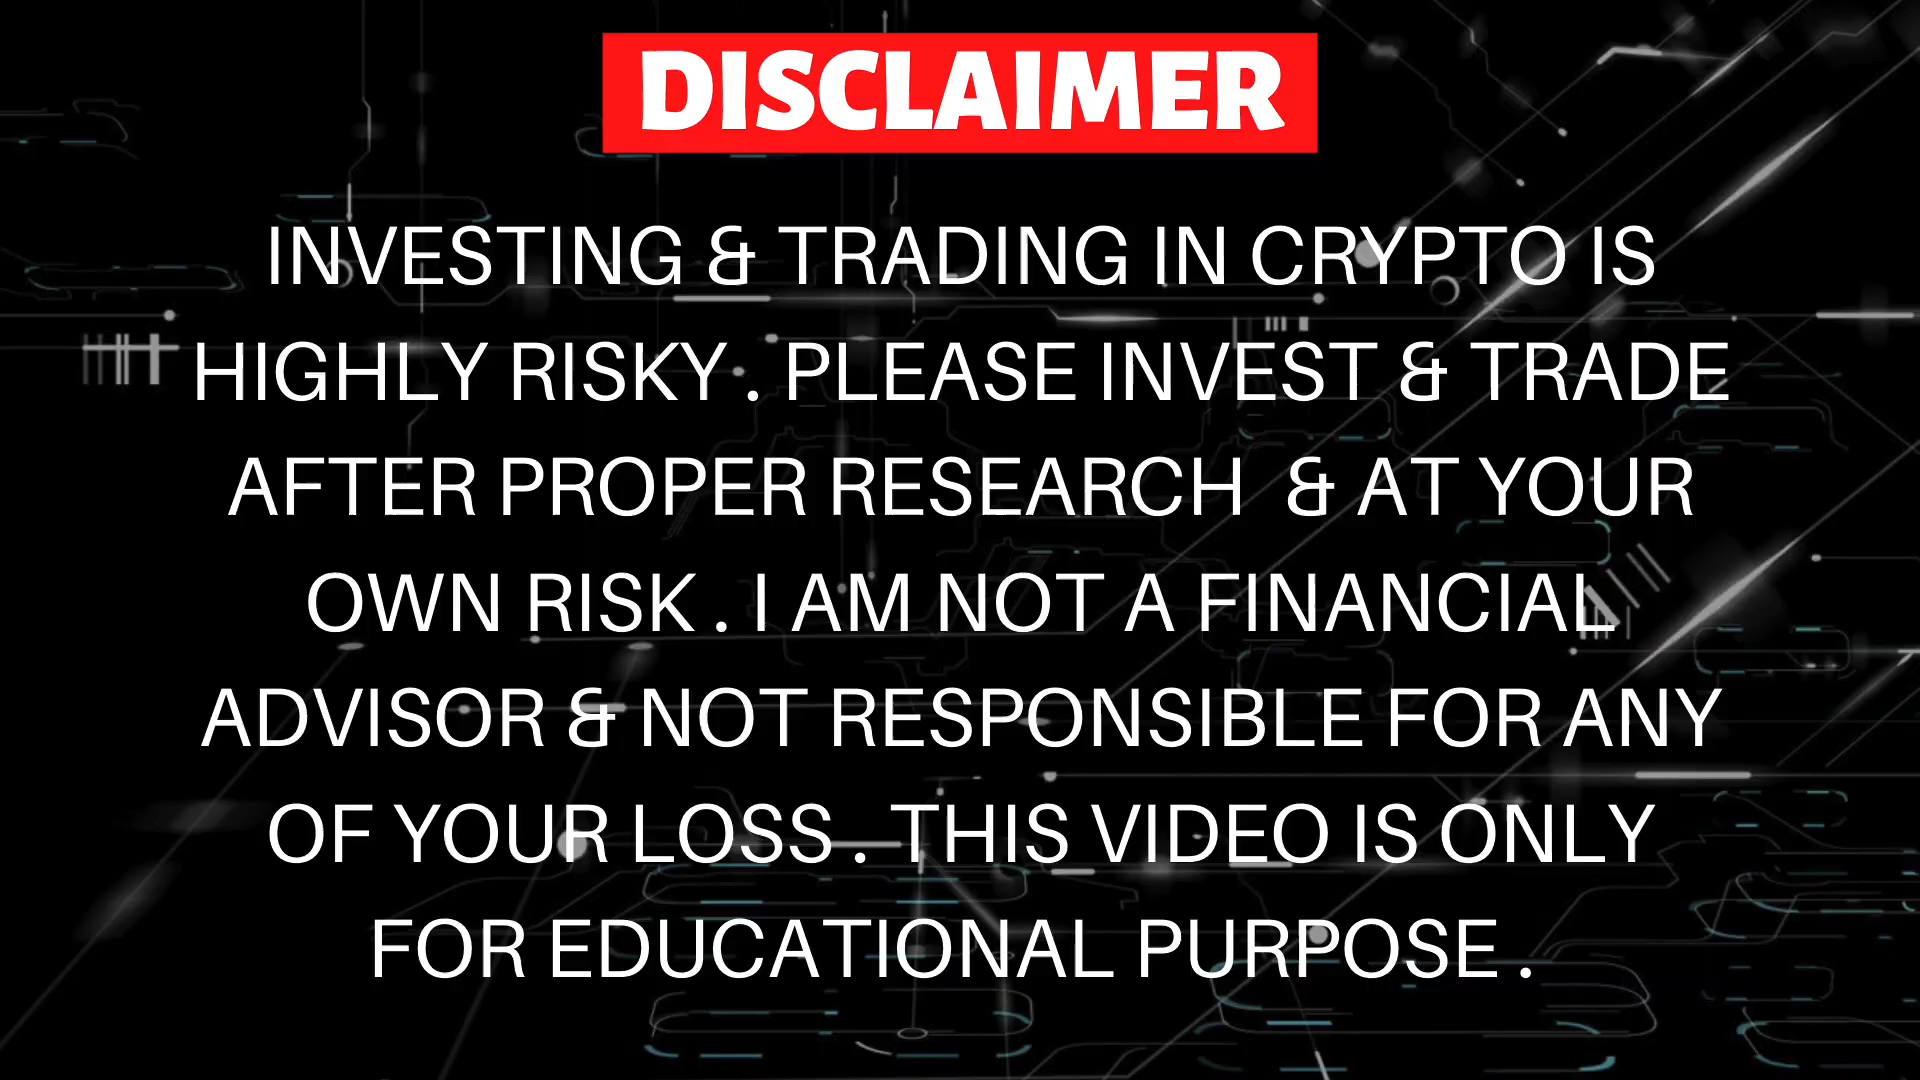 DISCLAIMER
INVESTING & TRADING IN CRYPTO IS
HIGHLY RISKY . PLEASE INVEST & TRADE
AFTER PROPER RESEARCH & AT YOUR
OWN RISK . I AM NOT A FINANCIAL
ADVISOR & NOT RESPONSIBLE FOR ANY
OF YOUR LOSS . THIS VIDEO IS ONLY
FOR EDUCATIONAL PURPOSE .